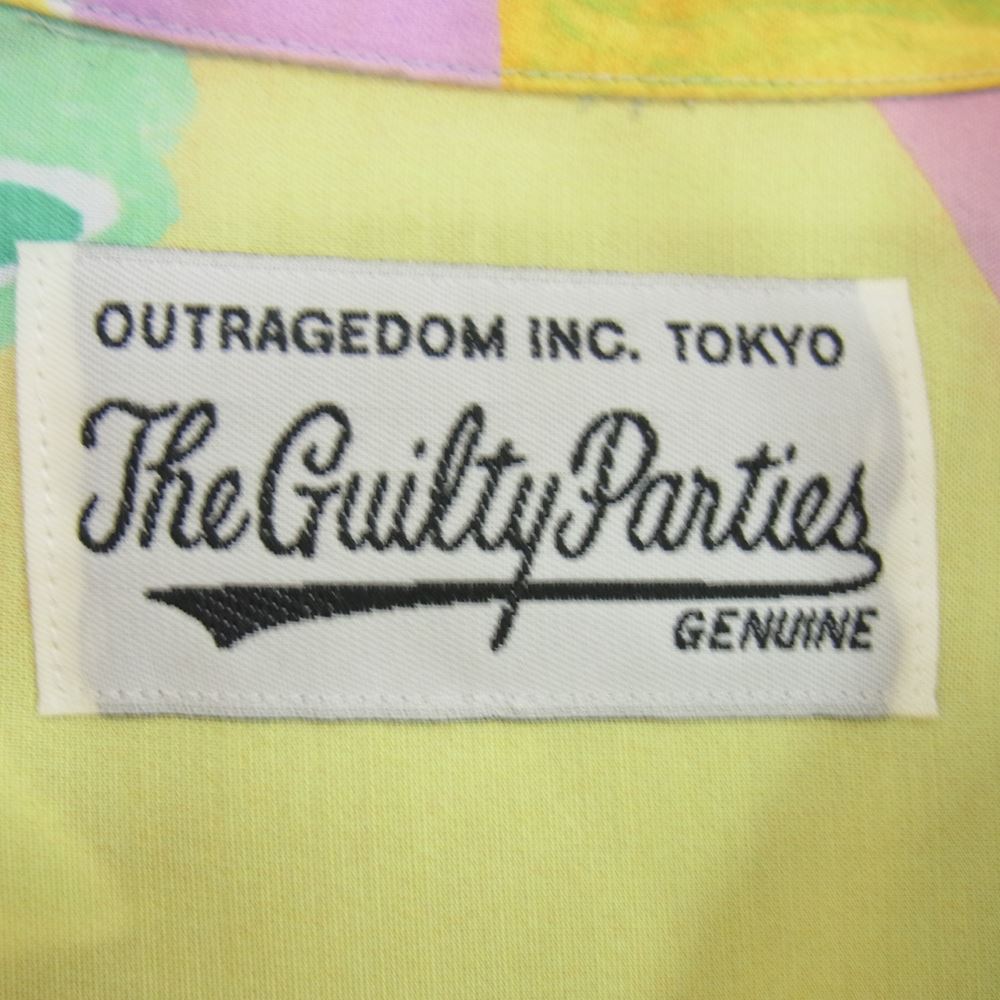 OUTRAGEDOM INC. TOKYO
The Guilty Parties
GENUINE